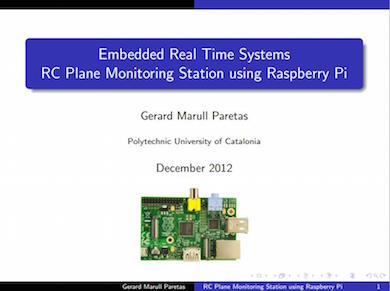 Embedded Real Time Systems
RC Plane Monitoring Station using Raspberry Pi
Gerard Marull Paretas
Polytechnic University of Catalonia
December 2012
Gerard Marull Paretas RC Plane Monitoring Station using Raspberry Pi 1